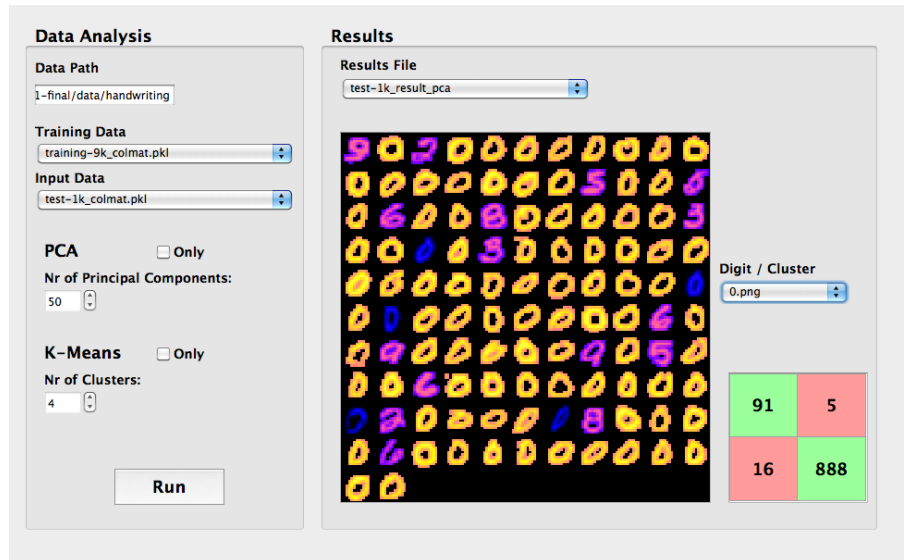 Data Analysis
Data Path
1-final/data/handwriting
Training Data
training-9k_colmat.pkl
Input Data
test-1k_colmat.pkl
PCA Only
Nr of Principal Components:
50
K-Means Only
Nr of Clusters:
4
Run
Results
Results File
test-1k_result_pca
Digit / Cluster
0.png
91 5
16 888